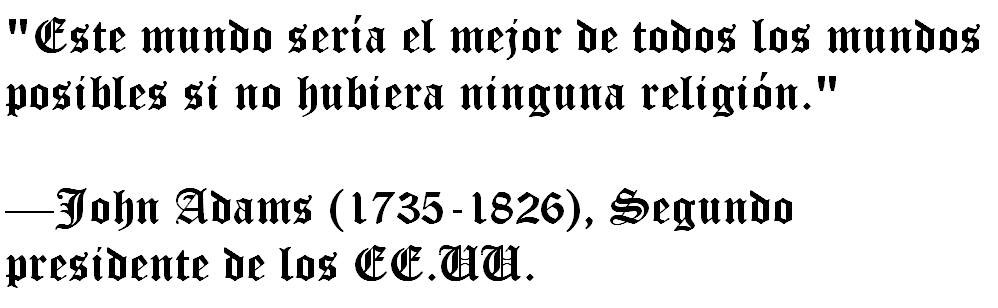 "Este mundo sería el mejor de todos los mundos
posibles si no hubiera ninguna religión."
—John Adams (1735-1826), Segundo
presidente de los EE.UU.